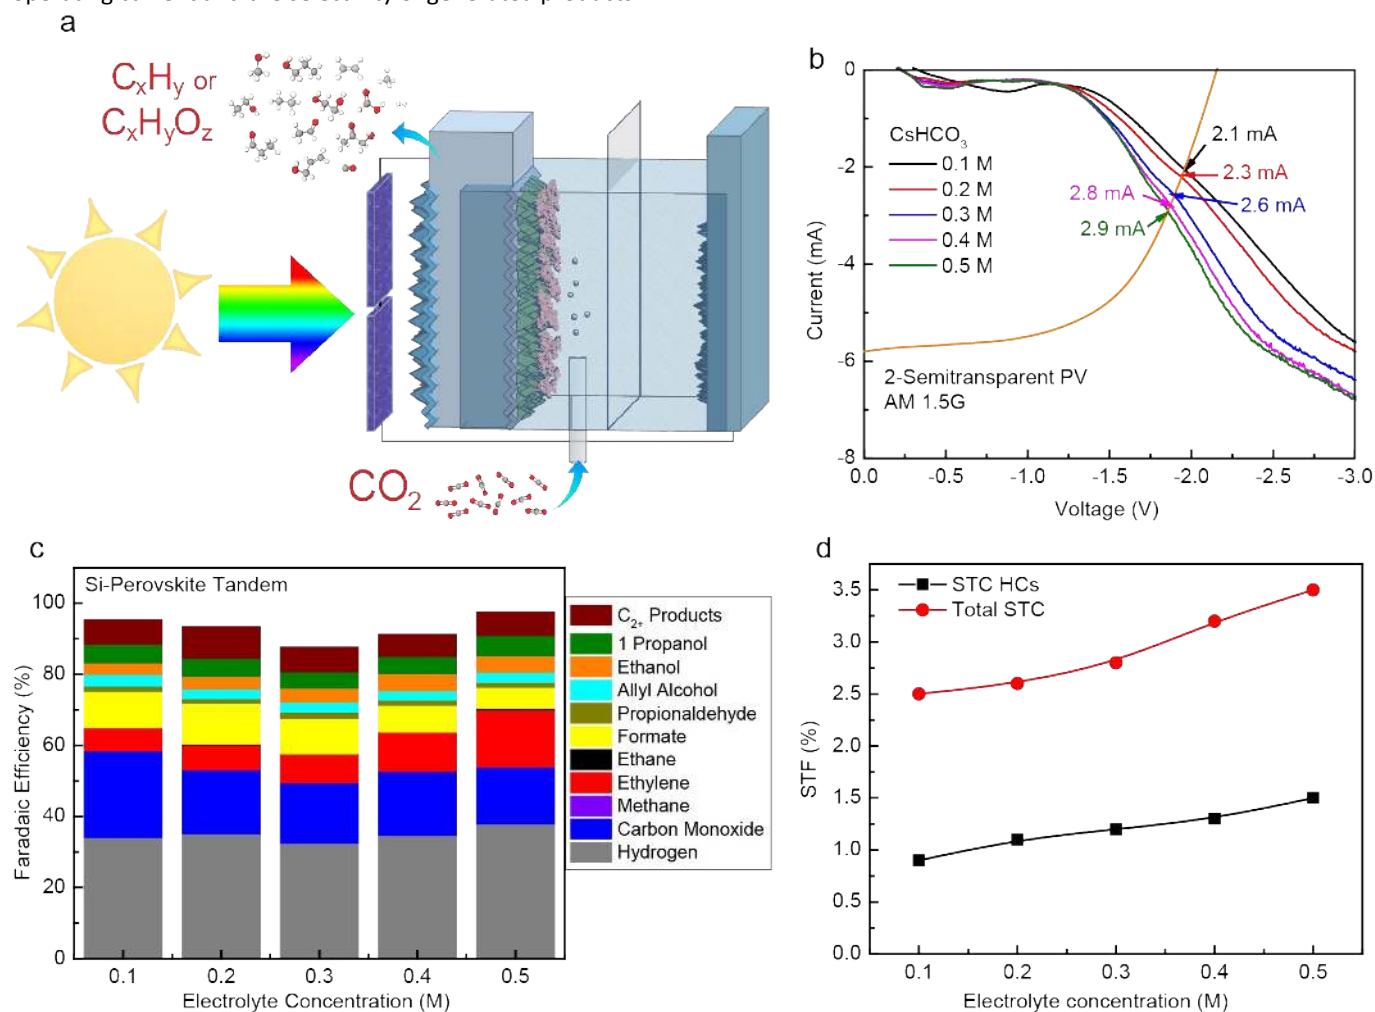 a
CxHy or
CxHyOz
CO2
b
0
-2
-4
-6
-8
Current (mA)
CsHCO3
0.1 M
0.2 M
0.3 M
0.4 M
0.5 M
2.1 mA
2.3 mA
2.6 mA
2.8 mA
2.9 mA
2-Semitransparent PV
AM 1.5G
0.0 -0.5 -1.0 -1.5 -2.0 -2.5 -3.0
Voltage (V)
c
Si-Perovskite Tandem
100
80
60
40
20
0
Faradaic Efficiency (%)
0.1 0.2 0.3 0.4 0.5
Electrolyte Concentration (M)
C2+ Products
1 Propanol
Ethanol
Allyl Alcohol
Propionaldehyde
Formate
Ethane
Ethylene
Methane
Carbon Monoxide
Hydrogen
d
STC HCs
Total STC
3.5
3.0
2.5
2.0
1.5
1.0
0.5
0.0
STF (%)
0.1 0.2 0.3 0.4 0.5
Electrolyte concentration (M)